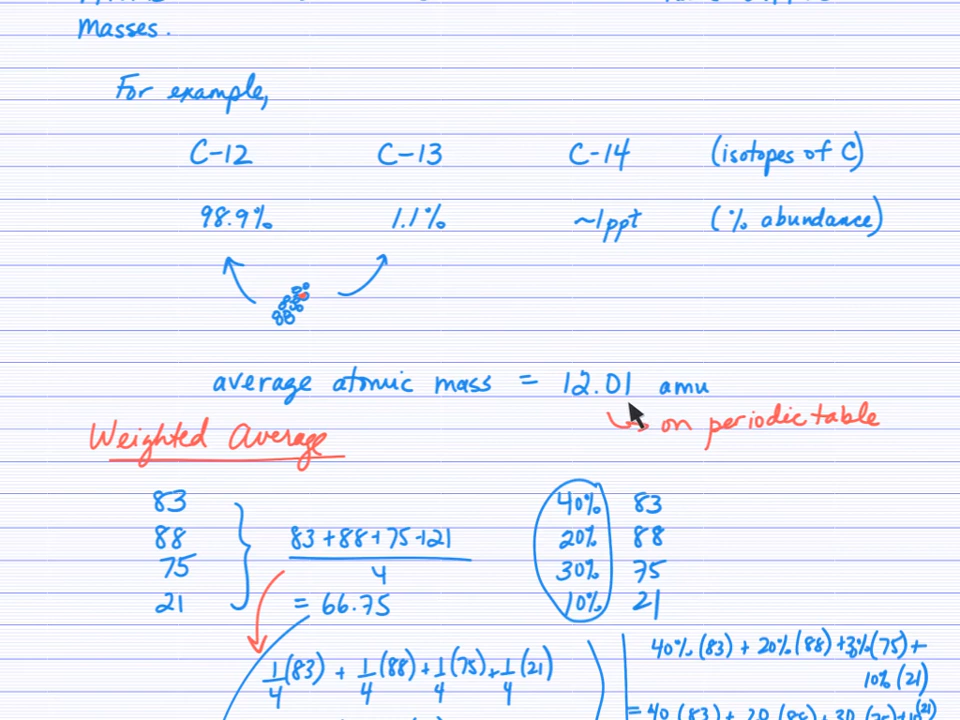 Masses.
For example,
C-12 C-13 C-14 (isotopes of C)
98.9% 1.1% ~1ppt (% abundance)
average atomic mass = 12.01 amu
on periodic table
Weighted Average
83 40% 83
88 83+88+75+21 20% 88
75 4 30% 75
21 = 66.75 10% 21
40% (83) + 20% (88) + 3% (75) +
1/4 (83) + 1/4 (88) + 1/4 (75) + 1/4 (21) 10% (21)